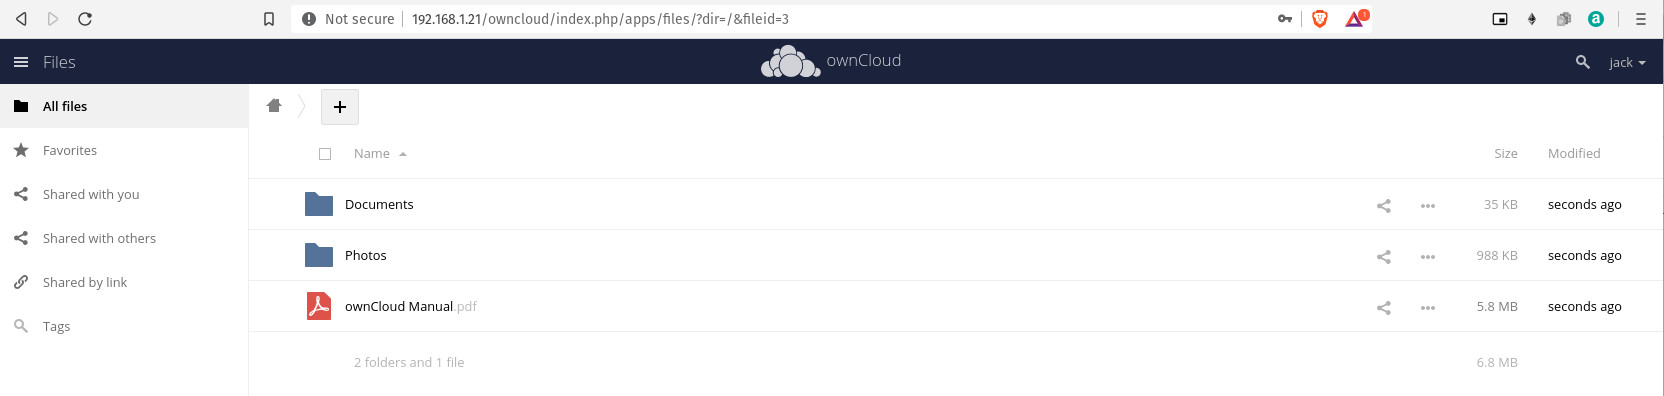 Not secure 192.168.1.21/owncloud/index.php/apps/files/?dir=/&fileid=3 1 a
Files ownCloud jack
All files
Favorites
Shared with you
Shared with others
Shared by link
Tags
Name Size Modified
Documents 35 KB seconds ago
Photos 988 KB seconds ago
ownCloud Manual.pdf 5.8 MB seconds ago
2 folders and 1 file 6.8 MB